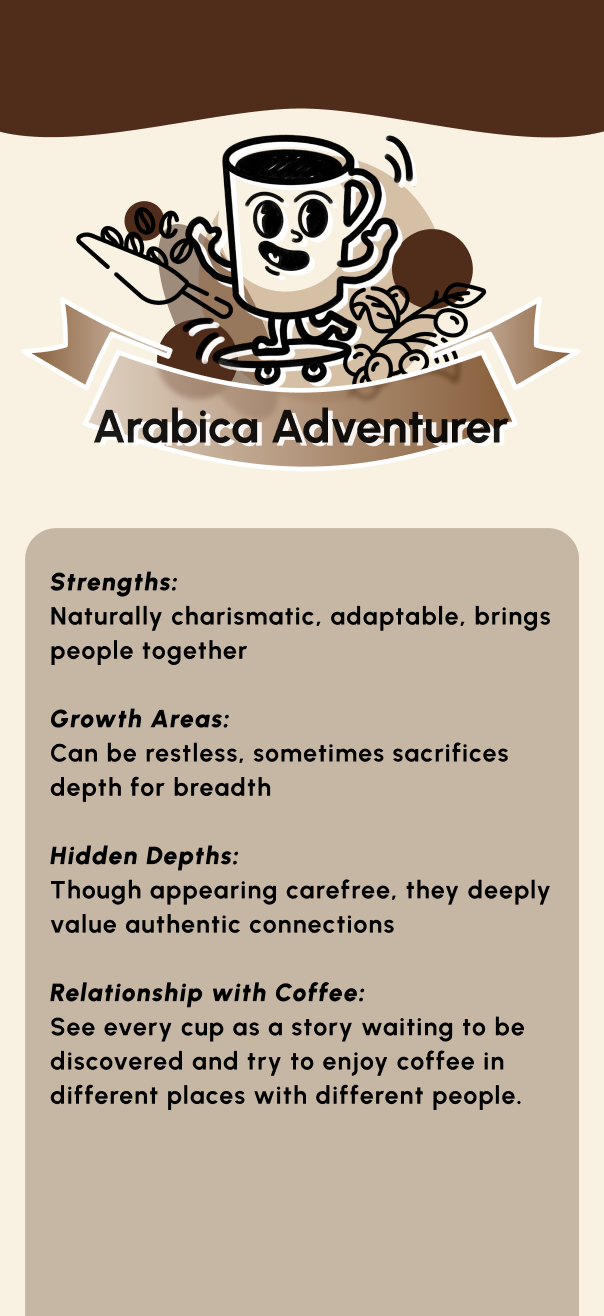 Arabica Adventurer
Strengths:
Naturally charismatic, adaptable, brings
people together
Growth Areas:
Can be restless, sometimes sacrifices
depth for breadth
Hidden Depths:
Though appearing carefree, they deeply
value authentic connections
Relationship with Coffee:
See every cup as a story waiting to be
discovered and try to enjoy coffee in
different places with different people.